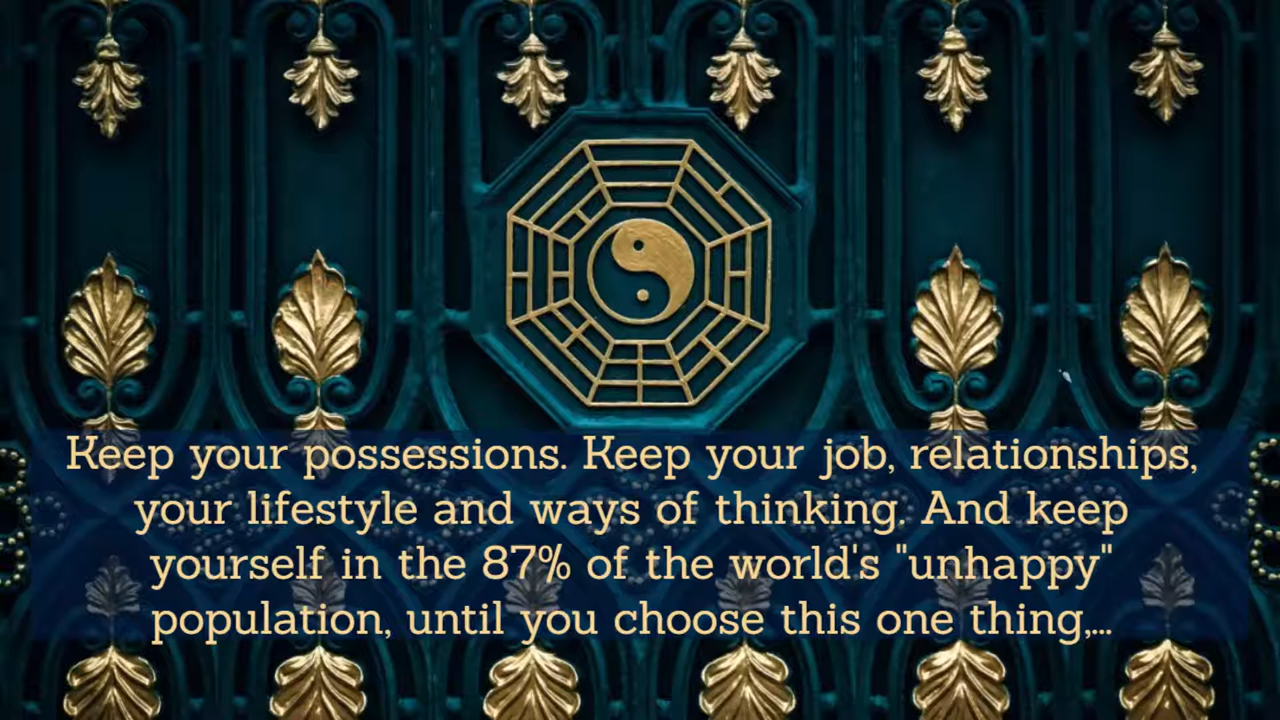 Keep your possessions. Keep your job, relationships,
your lifestyle and ways of thinking. And keep
yourself in the 87% of the world's "unhappy"
population, until you choose this one thing,...